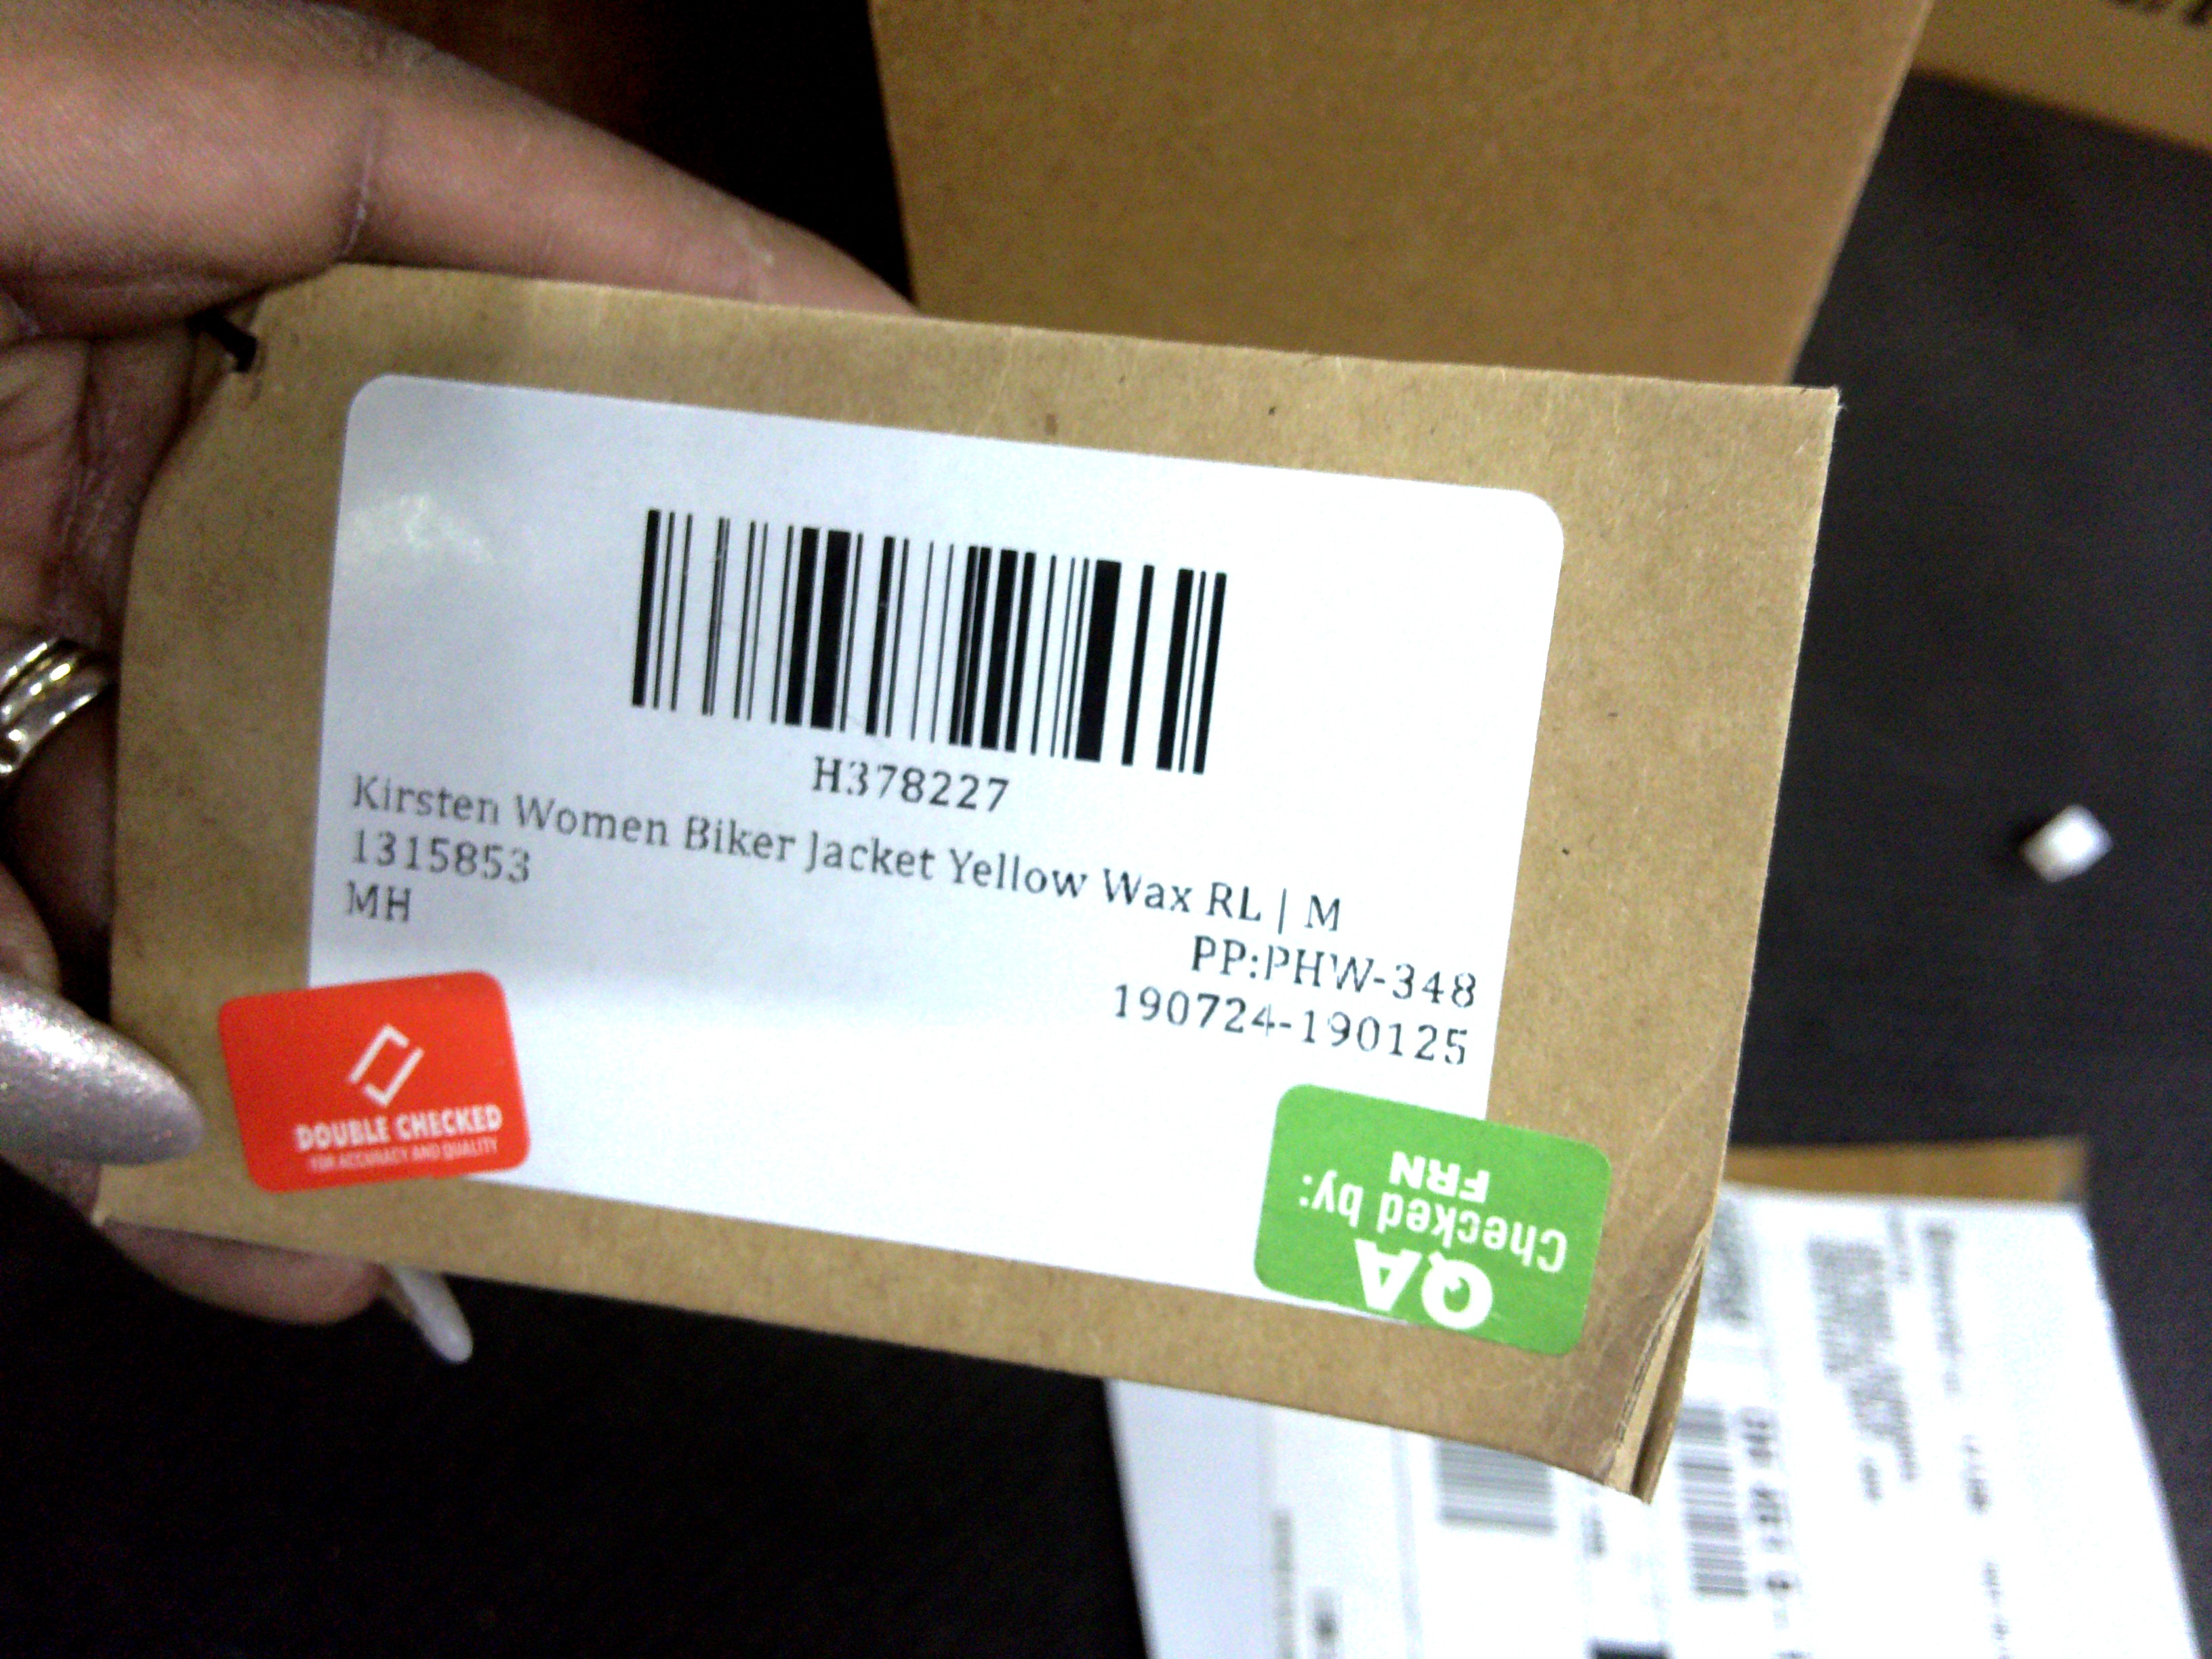 H378227
Kirsten Women Biker Jacket Yellow Wax RL | M
1315853
MH
PP:PHW-348
190724-190125
DOUBLE CHECKED
FOR ACCURACY AND QUALITY
QA
Checked by:
FRN